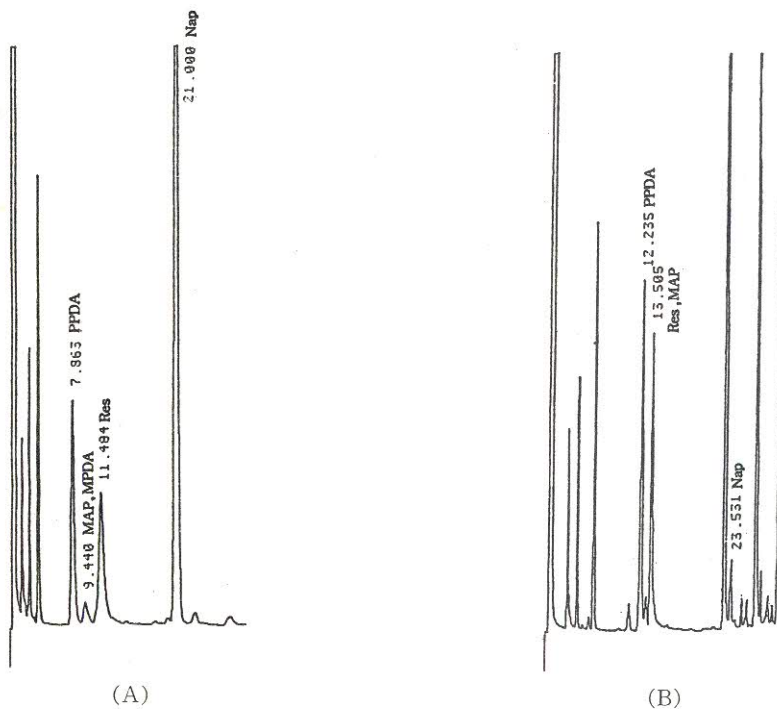 7.863 PPDA
9.440 MAP,MPDA
11.484 Res
21.000 Nap
(A)
12.235 PPDA
13.505
Res,MAP
23.531 Nap
(B)